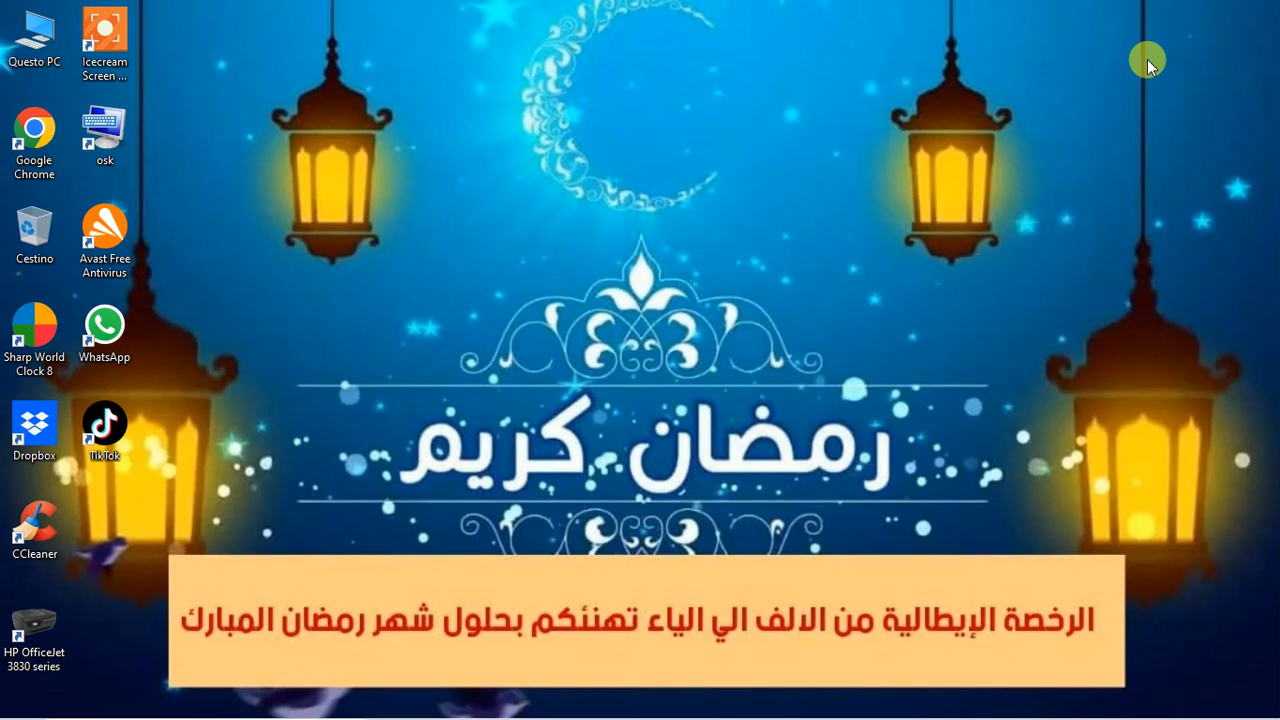 Questo PC
Icecream
Screen ...
Google
Chrome
osk
Cestino
Avast Free
Antivirus
Sharp World
Clock 8
WhatsApp
Dropbox
TikTok
CCleaner
HP OfficeJet
3830 series
رمضان كريم
الرخصة الإيطالية من الالف الي الياء تهنئكم بحلول شهر رمضان المبارك